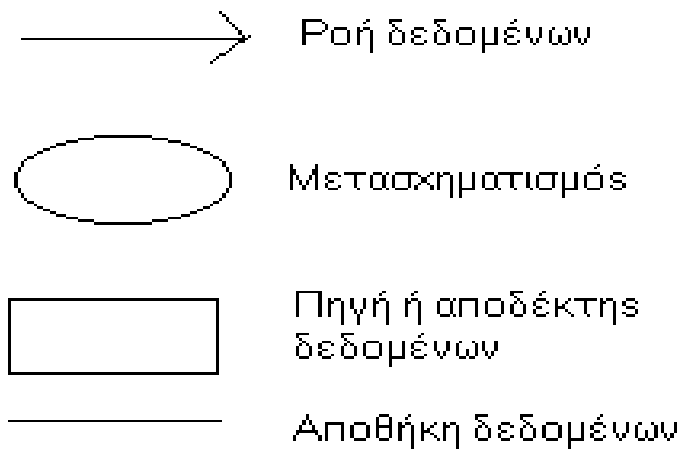 Ροή δεδομένων
Μετασχηματισμός
Πηγή ή αποδέκτης
δεδομένων
Αποθήκη δεδομένων